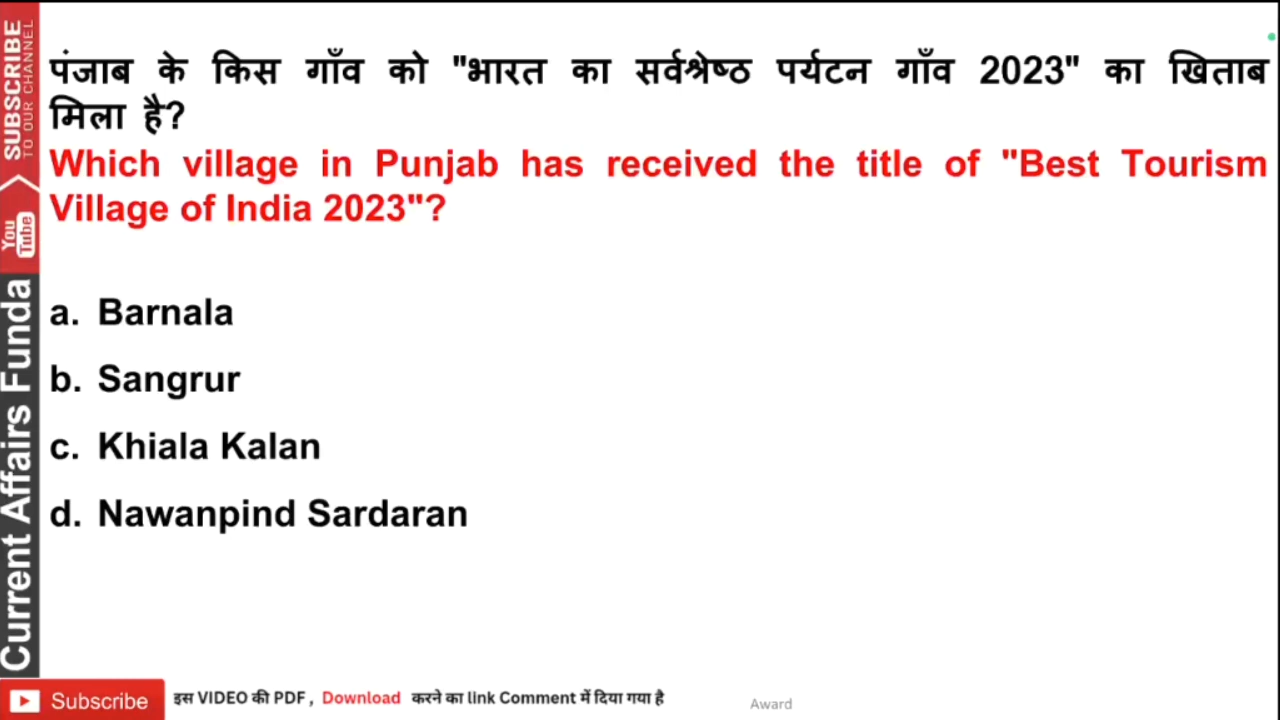 पंजाब के किस गाँव को "भारत का सर्वश्रेष्ठ पर्यटन गाँव 2023" का खिताब
मिला है?
Which village in Punjab has received the title of "Best Tourism
Village of India 2023"?
a. Barnala
b. Sangrur
c. Khiala Kalan
d. Nawanpind Sardaran
SUBSCRIBE
TO OUR CHANNEL
You
Tube
Current Affairs Funda
Subscribe
इस VIDEO की PDF , Download करने का link Comment में दिया गया है
Award